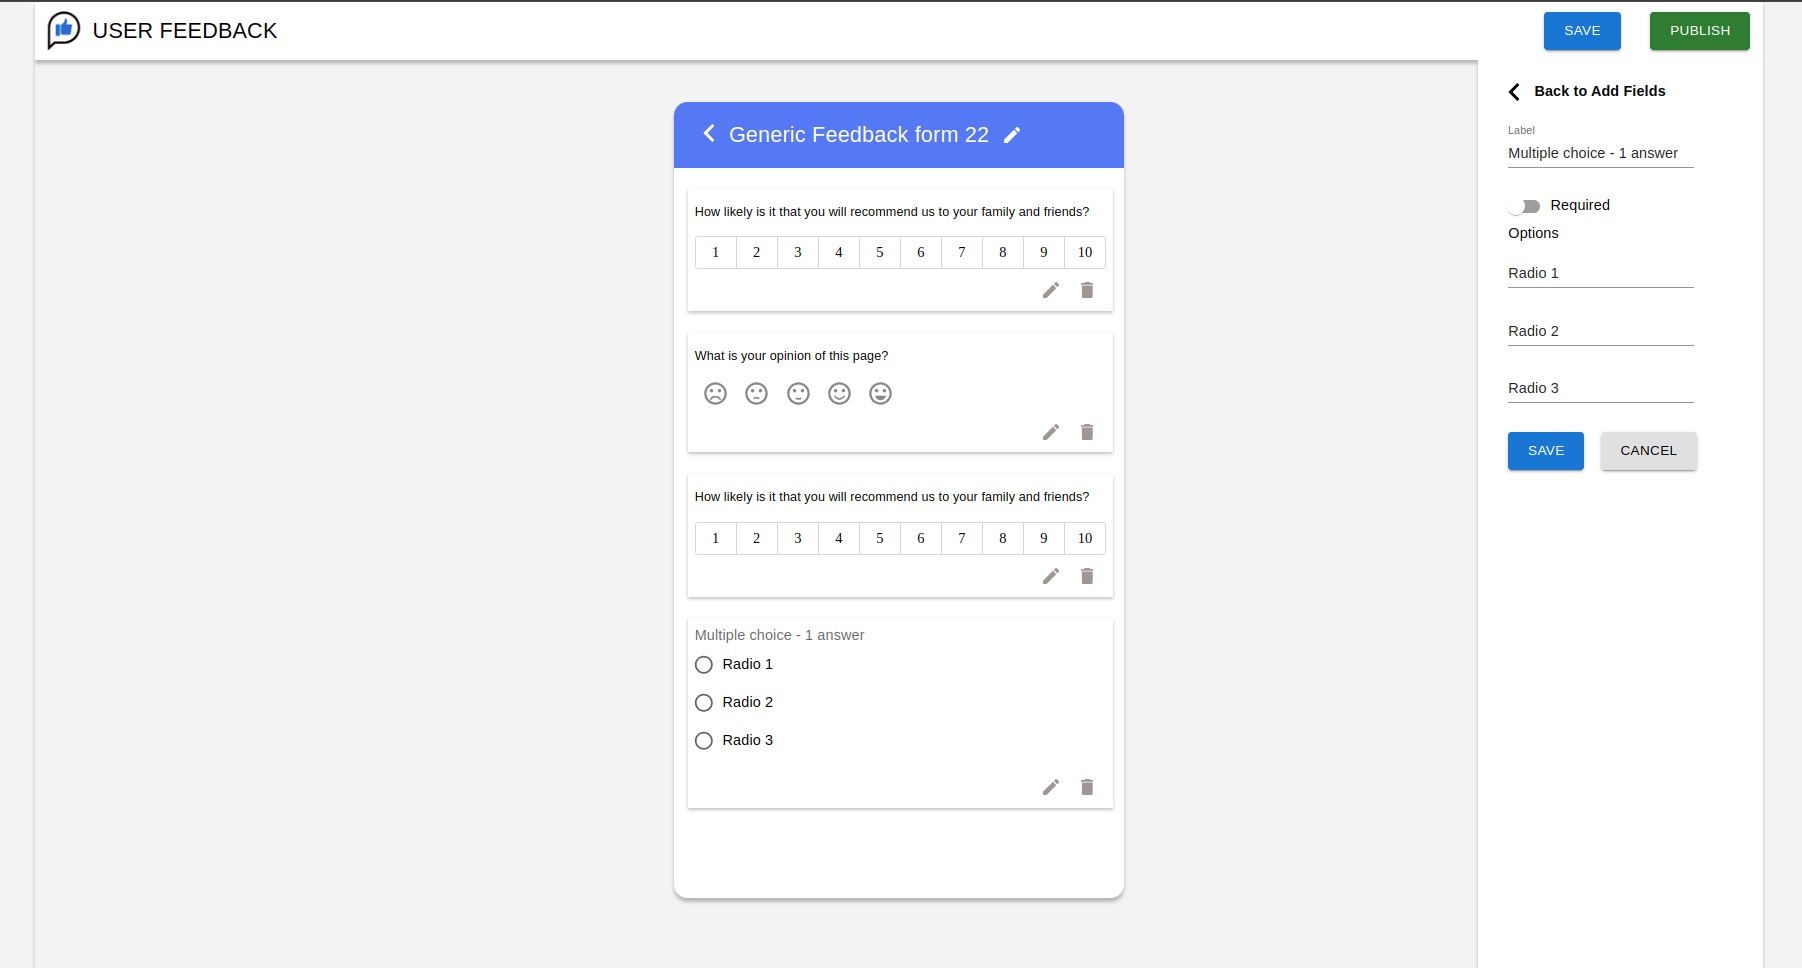 USER FEEDBACK
SAVE
PUBLISH
Generic Feedback form 22
How likely is it that you will recommend us to your family and friends?
1 2 3 4 5 6 7 8 9 10
What is your opinion of this page?
How likely is it that you will recommend us to your family and friends?
1 2 3 4 5 6 7 8 9 10
Multiple choice - 1 answer
Radio 1
Radio 2
Radio 3
Back to Add Fields
Label
Multiple choice - 1 answer
Required
Options
Radio 1
Radio 2
Radio 3
SAVE
CANCEL